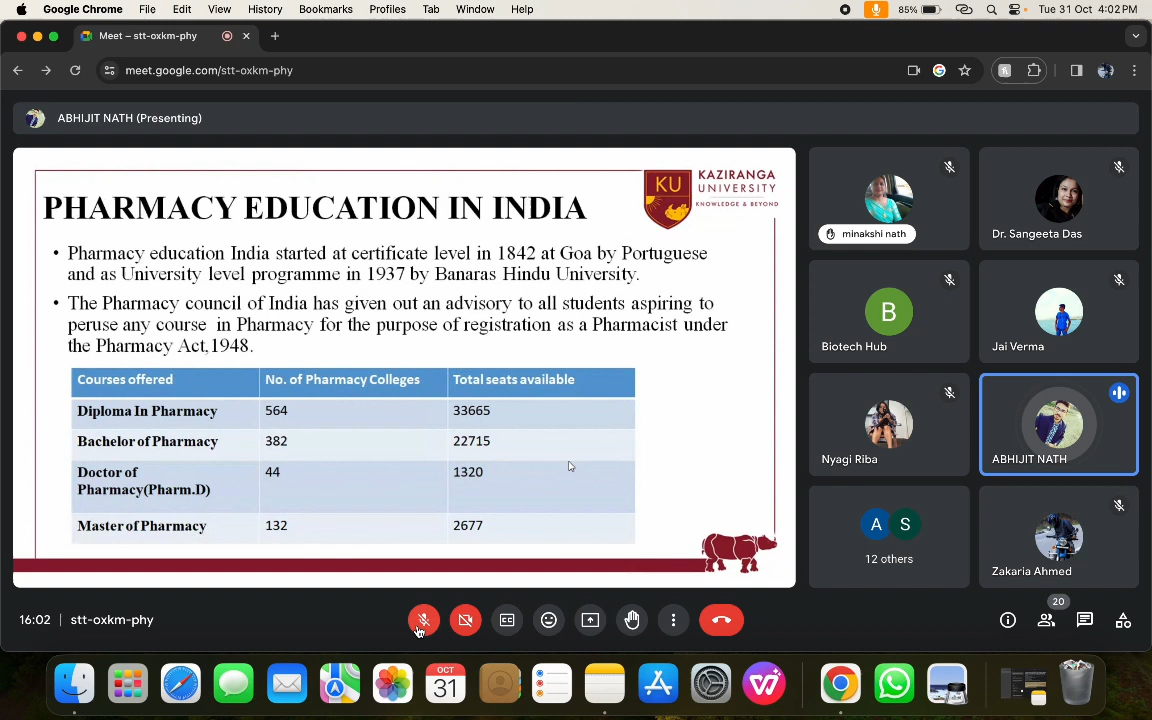 Google Chrome File Edit View History Bookmarks Profiles Tab Window Help 85% Tue 31 Oct 4:02 PM
Meet – stt-oxkm-phy
meet.google.com/stt-oxkm-phy
ABHIJIT NATH (Presenting)
KU
KAZIRANGA
UNIVERSITY
KNOWLEDGE & BEYOND
PHARMACY EDUCATION IN INDIA
• Pharmacy education India started at certificate level in 1842 at Goa by Portuguese
and as University level programme in 1937 by Banaras Hindu University.
• The Pharmacy council of India has given out an advisory to all students aspiring to
peruse any course in Pharmacy for the purpose of registration as a Pharmacist under
the Pharmacy Act,1948.
Courses offered No. of Pharmacy Colleges Total seats available
Diploma In Pharmacy 564 33665
Bachelor of Pharmacy 382 22715
Doctor of 44 1320
Pharmacy(Pharm.D)
Master of Pharmacy 132 2677
minakshi nath
Dr. Sangeeta Das
B
Biotech Hub
Jai Verma
Nyagi Riba
ABHIJIT NATH
A S
12 others
Zakaria Ahmed
16:02 | stt-oxkm-phy
20
OCT
31